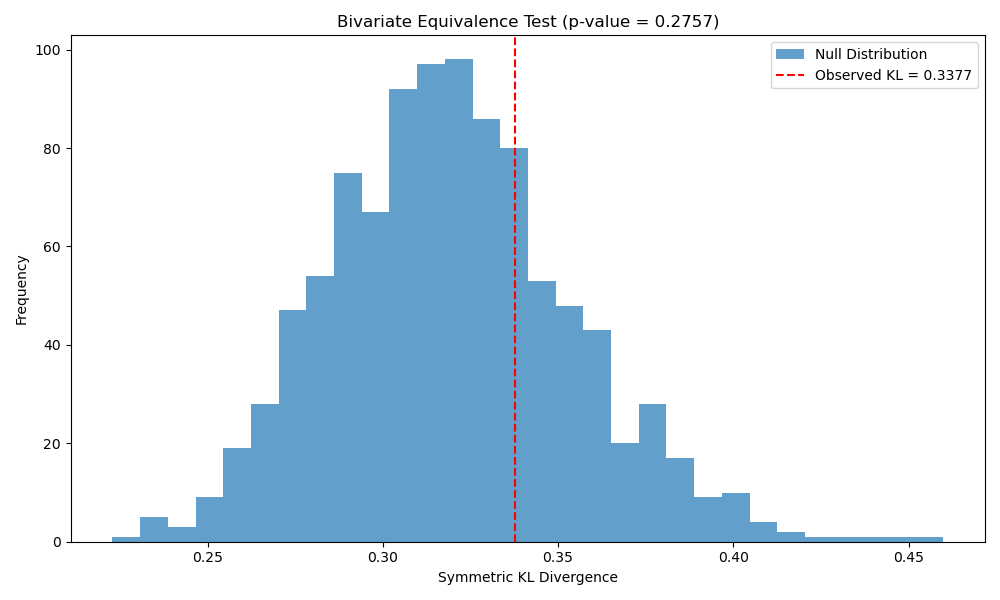 Bivariate Equivalence Test (p-value = 0.2757)
Null Distribution
Observed KL = 0.3377
Frequency
100
80
60
40
20
0
0.25 0.30 0.35 0.40 0.45
Symmetric KL Divergence